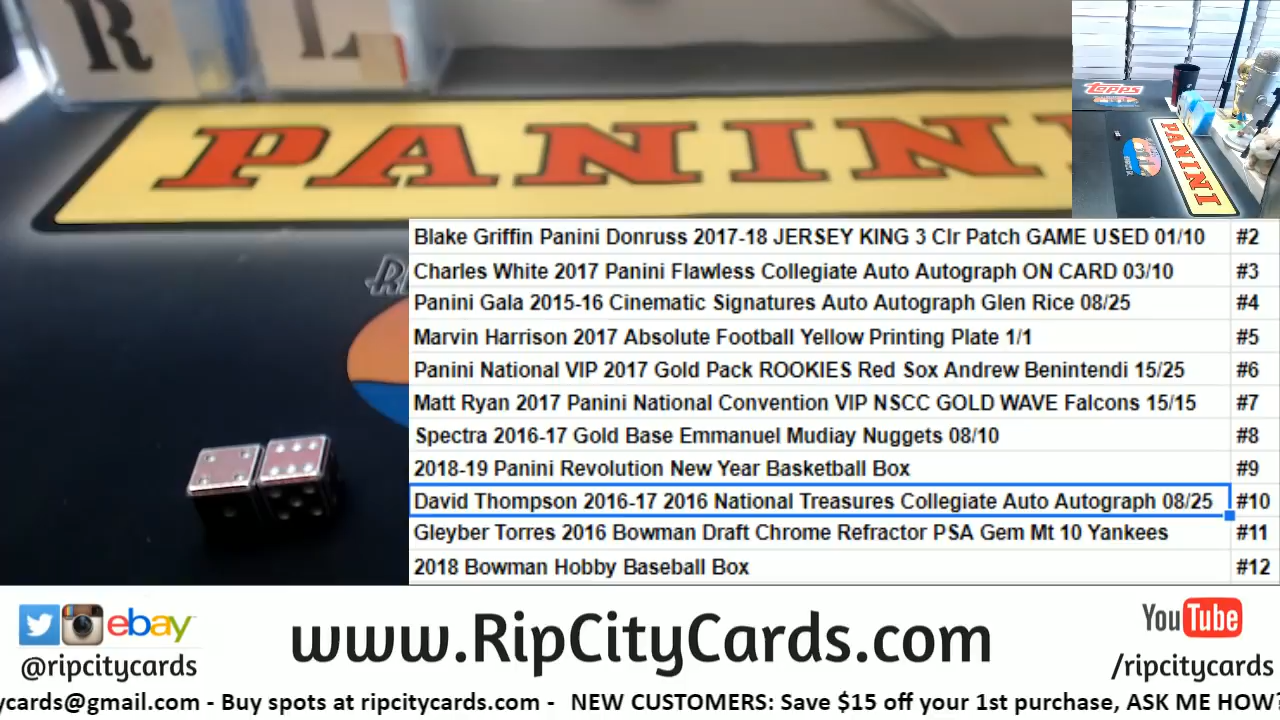 R L
PANINI
topps
PANINI
Blake Griffin Panini Donruss 2017-18 JERSEY KING 3 Clr Patch GAME USED 01/10 #2
Charles White 2017 Panini Flawless Collegiate Auto Autograph ON CARD 03/10 #3
Panini Gala 2015-16 Cinematic Signatures Auto Autograph Glen Rice 08/25 #4
Marvin Harrison 2017 Absolute Football Yellow Printing Plate 1/1 #5
Panini National VIP 2017 Gold Pack ROOKIES Red Sox Andrew Benintendi 15/25 #6
Matt Ryan 2017 Panini National Convention VIP NSCC GOLD WAVE Falcons 15/15 #7
Spectra 2016-17 Gold Base Emmanuel Mudiay Nuggets 08/10 #8
2018-19 Panini Revolution New Year Basketball Box #9
David Thompson 2016-17 2016 National Treasures Collegiate Auto Autograph 08/25 #10
Gleyber Torres 2016 Bowman Draft Chrome Refractor PSA Gem Mt 10 Yankees #11
2018 Bowman Hobby Baseball Box #12
ebay
@ripcitycards
www.RipCityCards.com
YouTube
/ripcitycards
ycards@gmail.com - Buy spots at ripcitycards.com - NEW CUSTOMERS: Save $15 off your 1st purchase, ASK ME HOW?